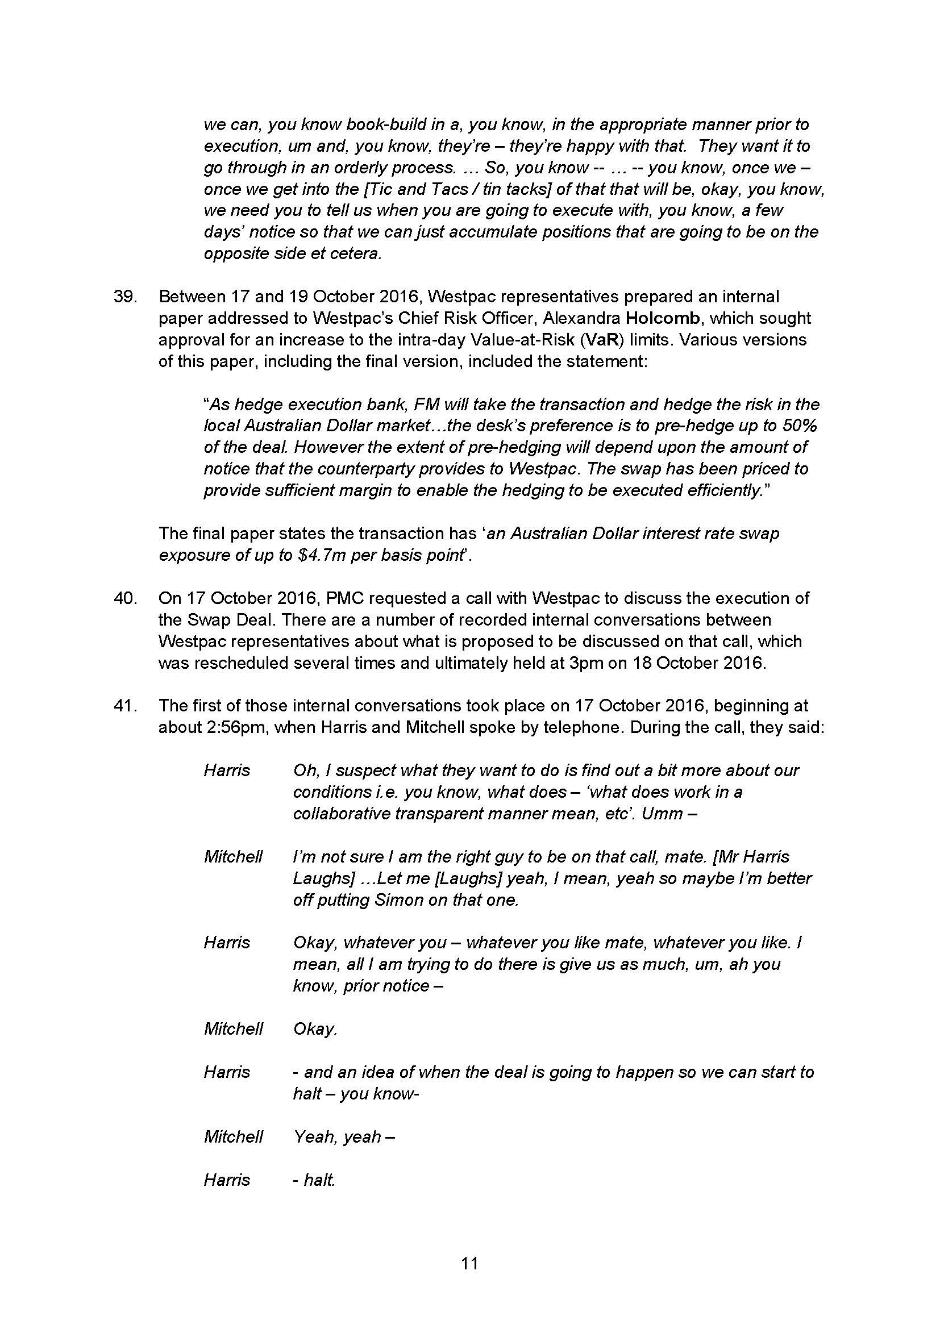 we can, you know book-build in a, you know, in the appropriate manner prior to
execution, um and, you know, they're – they're happy with that.  They want it to
go through in an orderly process. … So, you know -- … -- you know, once we –
once we get into the [Tic and Tacs / tin tacks] of that that will be, okay, you know,
we need you to tell us when you are going to execute with, you know, a few
days' notice so that we can just accumulate positions that are going to be on the
opposite side et cetera.
39. Between 17 and 19 October 2016, Westpac representatives prepared an internal
paper addressed to Westpac's Chief Risk Officer, Alexandra Holcomb, which sought
approval for an increase to the intra-day Value-at-Risk (VaR) limits. Various versions
of this paper, including the final version, included the statement:
"As hedge execution bank, FM will take the transaction and hedge the risk in the
local Australian Dollar market…the desk's preference is to pre-hedge up to 50%
of the deal. However the extent of pre-hedging will depend upon the amount of
notice that the counterparty provides to Westpac. The swap has been priced to
provide sufficient margin to enable the hedging to be executed efficiently."
The final paper states the transaction has 'an Australian Dollar interest rate swap
exposure of up to $4.7m per basis point'.
40. On 17 October 2016, PMC requested a call with Westpac to discuss the execution of
the Swap Deal. There are a number of recorded internal conversations between
Westpac representatives about what is proposed to be discussed on that call, which
was rescheduled several times and ultimately held at 3pm on 18 October 2016.
41. The first of those internal conversations took place on 17 October 2016, beginning at
about 2:56pm, when Harris and Mitchell spoke by telephone. During the call, they said:
Harris Oh, I suspect what they want to do is find out a bit more about our
conditions i.e. you know, what does – 'what does work in a
collaborative transparent manner mean, etc'. Umm –
Mitchell I'm not sure I am the right guy to be on that call, mate. [Mr Harris
Laughs] …Let me [Laughs] yeah, I mean, yeah so maybe I'm better
off putting Simon on that one.
Harris Okay, whatever you – whatever you like mate, whatever you like. I
mean, all I am trying to do there is give us as much, um, ah you
know, prior notice –
Mitchell Okay.
Harris - and an idea of when the deal is going to happen so we can start to
halt – you know-
Mitchell Yeah, yeah –
Harris - halt.
11